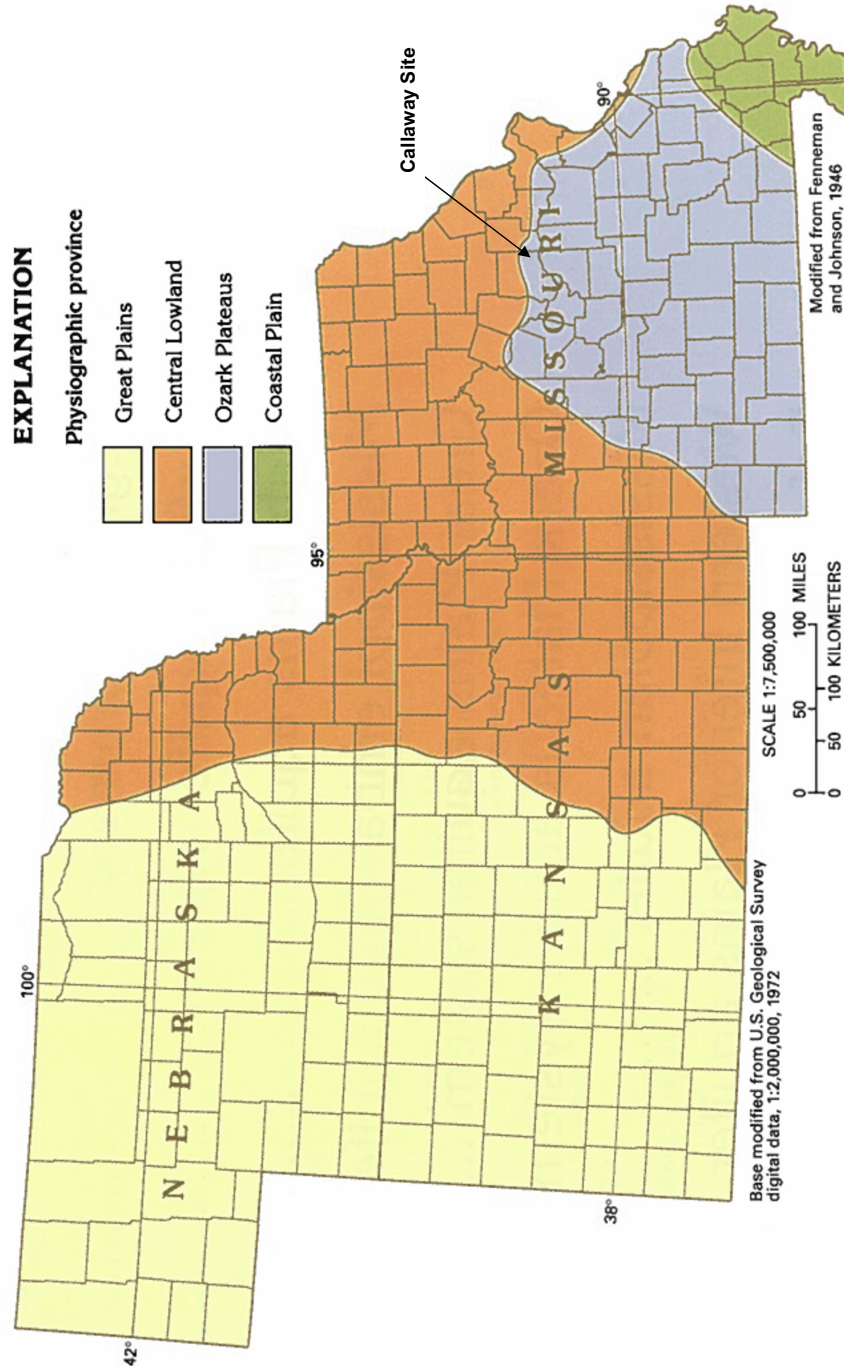 EXPLANATION
Physiographic province
Great Plains
Central Lowland
Ozark Plateaus
Coastal Plain
Callaway Site
100°
95°
90°
42°
38°
NEBRASKA
KANSAS
MISSOURI
SCALE 1:7,500,000
0 50 100 MILES
0 50 100 KILOMETERS
Base modified from U.S. Geological Survey
digital data, 1:2,000,000, 1972
Modified from Fenneman
and Johnson, 1946